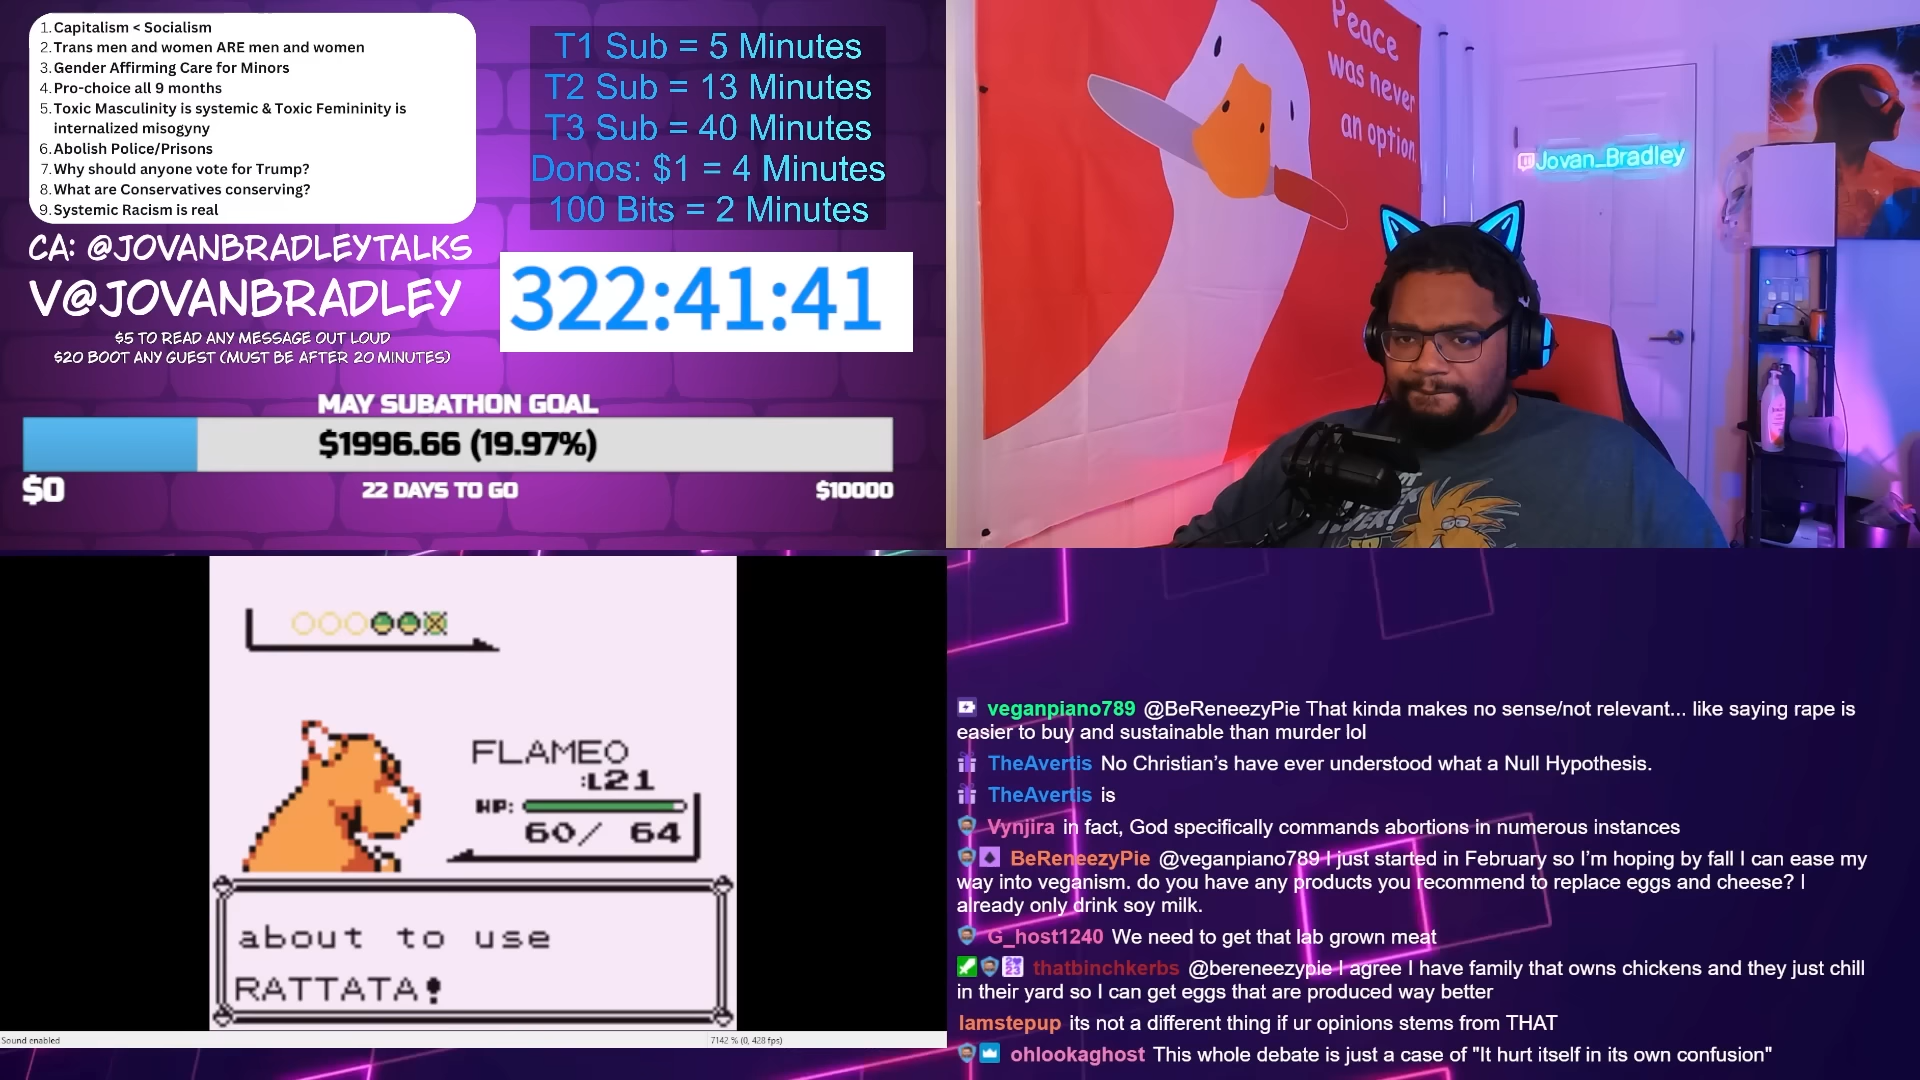 1. Capitalism < Socialism
2. Trans men and women ARE men and women
3. Gender Affirming Care for Minors
4. Pro-choice all 9 months
5. Toxic Masculinity is systemic & Toxic Femininity is
internalized misogyny
6. Abolish Police/Prisons
7. Why should anyone vote for Trump?
8. What are Conservatives conserving?
9. Systemic Racism is real
CA: @JOVANBRADLEYTALKS
V@JOVANBRADLEY
$5 TO READ ANY MESSAGE OUT LOUD
$20 BOOT ANY GUEST (MUST BE AFTER 20 MINUTES)
T1 Sub = 5 Minutes
T2 Sub = 13 Minutes
T3 Sub = 40 Minutes
Donos: $1 = 4 Minutes
100 Bits = 2 Minutes
322:41:41
MAY SUBATHON GOAL
$1996.66 (19.97%)
$0
22 DAYS TO GO
$10000
Peace
was never
an option.
Jovan_Bradley
FLAMEO
:L21
HP:
60/ 64
about to use
RATTATA!
Sound enabled
7142 % (0, 428 fps)
veganpiano789 @BeReneezyPie That kinda makes no sense/not relevant... like saying rape is
easier to buy and sustainable than murder lol
TheAvertis No Christian's have ever understood what a Null Hypothesis.
TheAvertis is
Vynjira in fact, God specifically commands abortions in numerous instances
BeReneezyPie @veganpiano789 I just started in February so I'm hoping by fall I can ease my
way into veganism. do you have any products you recommend to replace eggs and cheese? I
already only drink soy milk.
G_host1240 We need to get that lab grown meat
thatbinchkerbs @bereneezypie I agree I have family that owns chickens and they just chill
in their yard so I can get eggs that are produced way better
Iamstepup its not a different thing if ur opinions stems from THAT
ohlookaghost This whole debate is just a case of "It hurt itself in its own confusion"